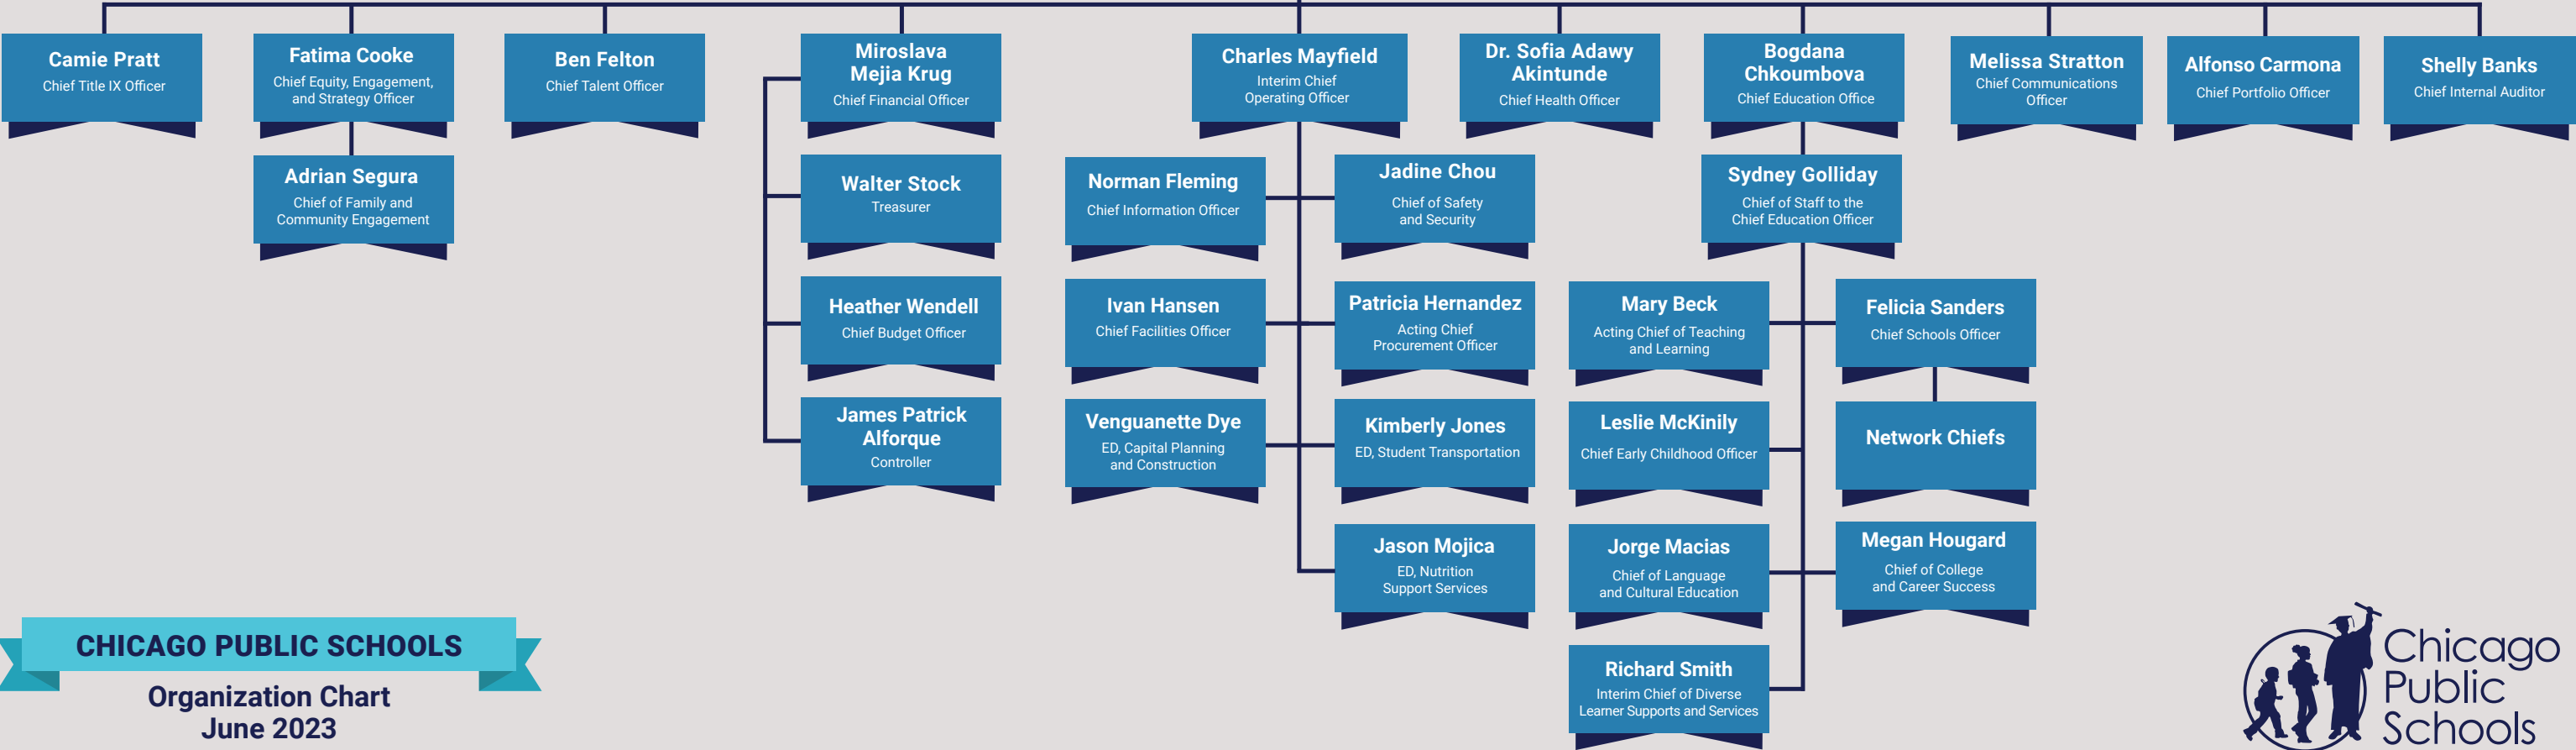 Camie Pratt
Chief Title IX Officer
Fatima Cooke
Chief Equity, Engagement,
and Strategy Officer
Ben Felton
Chief Talent Officer
Miroslava
Mejia Krug
Chief Financial Officer
Charles Mayfield
Interim Chief
Operating Officer
Dr. Sofia Adawy
Akintunde
Chief Health Officer
Bogdana
Chkoumbova
Chief Education Office
Melissa Stratton
Chief Communications
Officer
Alfonso Carmona
Chief Portfolio Officer
Shelly Banks
Chief Internal Auditor
Adrian Segura
Chief of Family and
Community Engagement
Walter Stock
Treasurer
Norman Fleming
Chief Information Officer
Jadine Chou
Chief of Safety
and Security
Sydney Golliday
Chief of Staff to the
Chief Education Officer
Heather Wendell
Chief Budget Officer
Ivan Hansen
Chief Facilities Officer
Patricia Hernandez
Acting Chief
Procurement Officer
Mary Beck
Acting Chief of Teaching
and Learning
Felicia Sanders
Chief Schools Officer
James Patrick
Alforque
Controller
Venguanette Dye
ED, Capital Planning
and Construction
Kimberly Jones
ED, Student Transportation
Leslie McKinily
Chief Early Childhood Officer
Network Chiefs
Jason Mojica
ED, Nutrition
Support Services
Jorge Macias
Chief of Language
and Cultural Education
Megan Hougard
Chief of College
and Career Success
Richard Smith
Interim Chief of Diverse
Learner Supports and Services
CHICAGO PUBLIC SCHOOLS
Organization Chart
June 2023
Chicago
Public
Schools